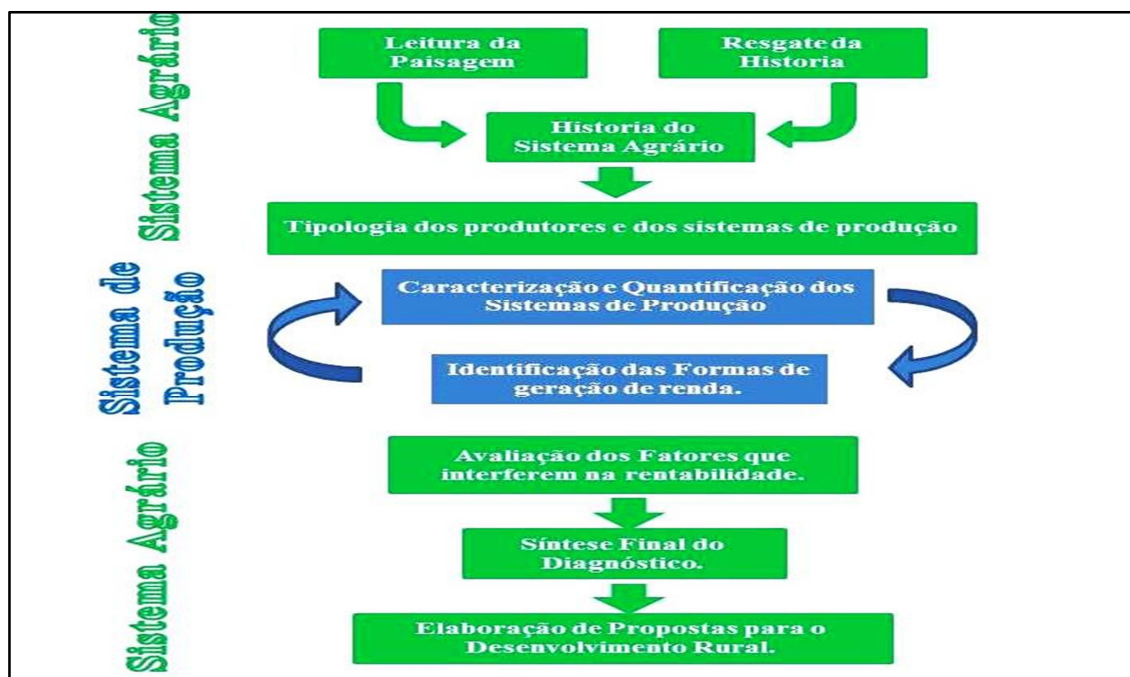 Sistema Agrário
Leitura da
Paisagem
Resgate da
Historia
Historia do
Sistema Agrário
Tipologia dos produtores e dos sistemas de produção
Sistema de
Produção
Caracterização e Quantificação dos
Sistemas de Produção
Identificação das Formas de
geração de renda.
Sistema Agrário
Avaliação dos Fatores que
interferem na rentabilidade.
Síntese Final do
Diagnóstico.
Elaboração de Propostas para o
Desenvolvimento Rural.